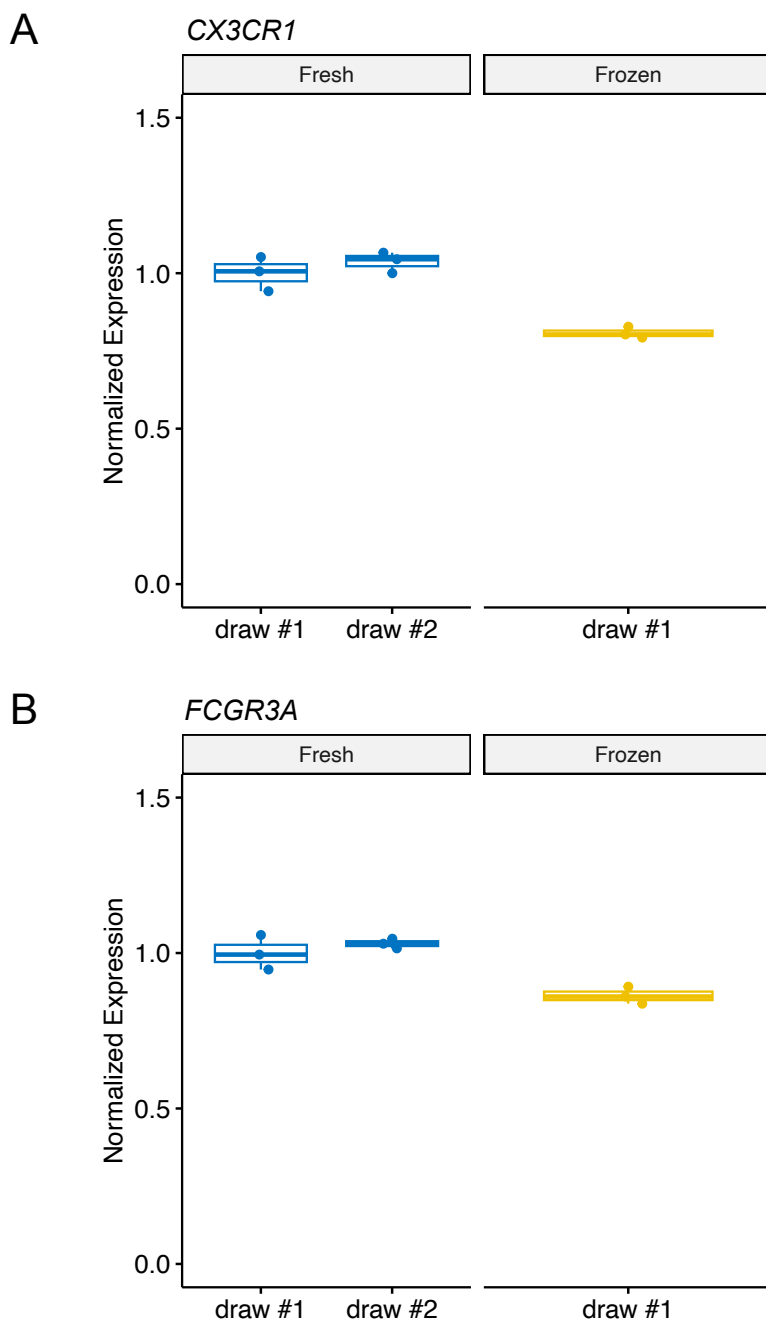 A
CX3CR1
Fresh Frozen
1.5
1.0
0.5
0.0
Normalized Expression
draw #1 draw #2 draw #1
B
FCGR3A
Fresh Frozen
1.5
1.0
0.5
0.0
Normalized Expression
draw #1 draw #2 draw #1